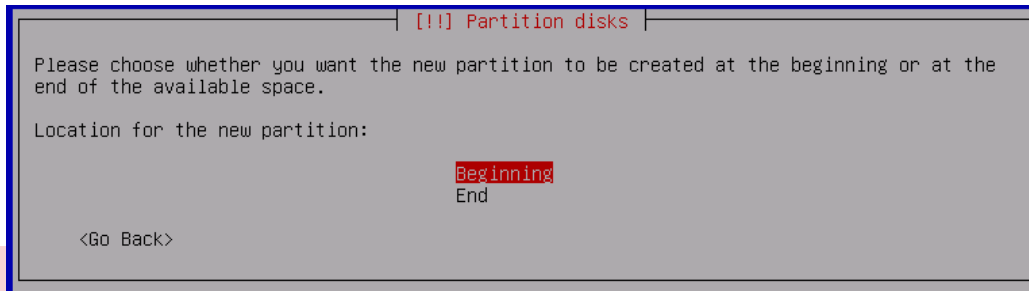 [!!] Partition disks
Please choose whether you want the new partition to be created at the beginning or at the
end of the available space.
Location for the new partition:
Beginning
End
<Go Back>